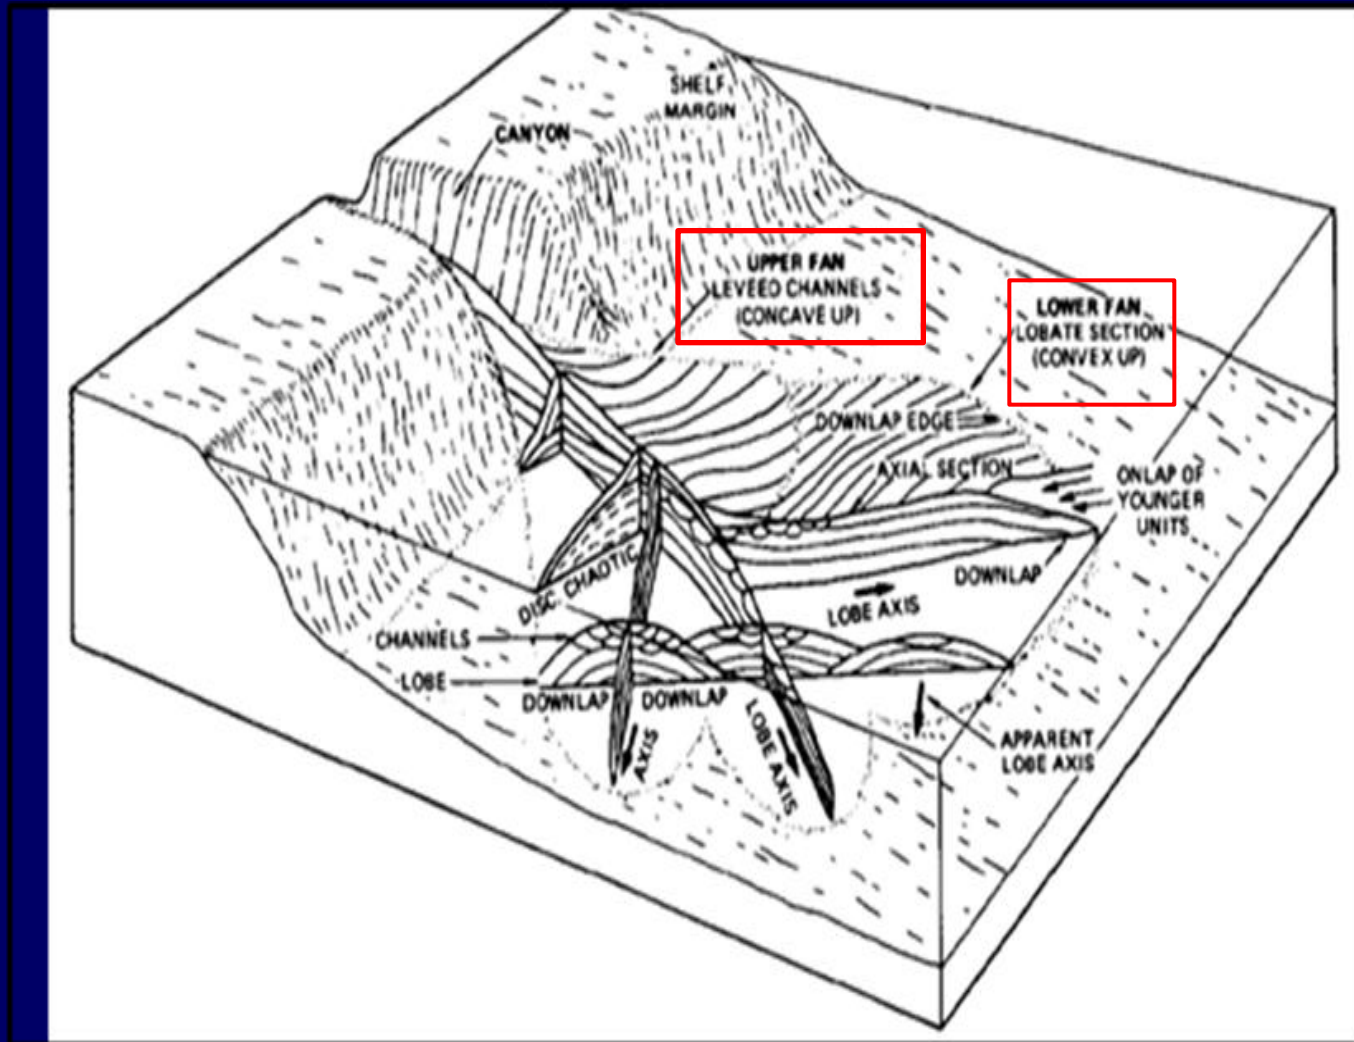 SHELF
MARGIN
CANYON
UPPER FAN
LEVEED CHANNELS
(CONCAVE UP)
LOWER FAN
LOBATE SECTION
(CONVEX UP)
DOWNLAP EDGE
AXIAL SECTION
ONLAP OF
YOUNGER
UNITS
DOWNLAP
DISC. CHAOTIC
LOBE AXIS
CHANNELS
LOBE
DOWNLAP
DOWNLAP
AXIS
LOBE AXIS
APPARENT
LOBE AXIS